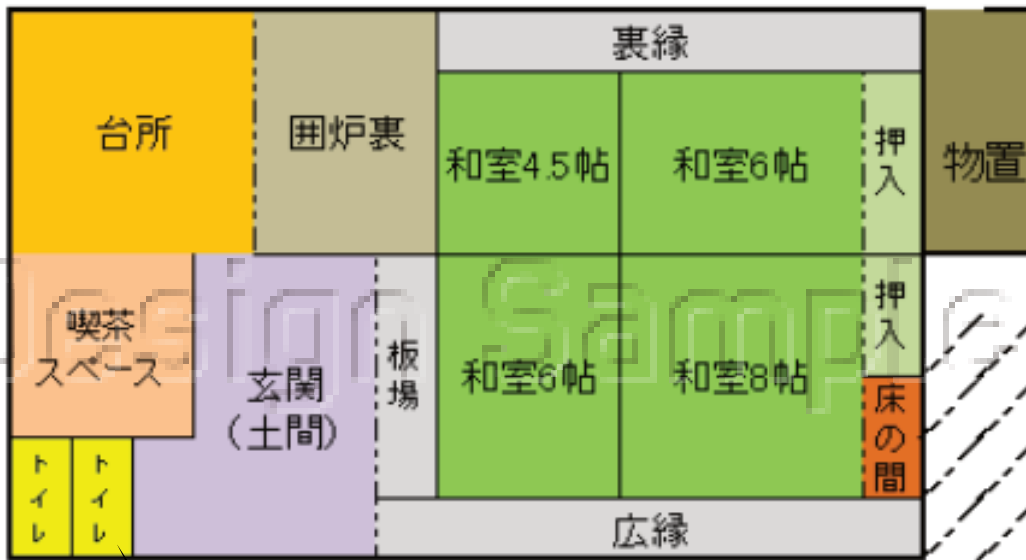 裏縁
台所
囲炉裏
和室4.5帖
和室6帖
押入
物置
喫茶
スペース
玄関
(土間)
板場
和室6帖
和室8帖
押入
床の間
トイレ
トイレ
広縁
Design Sample